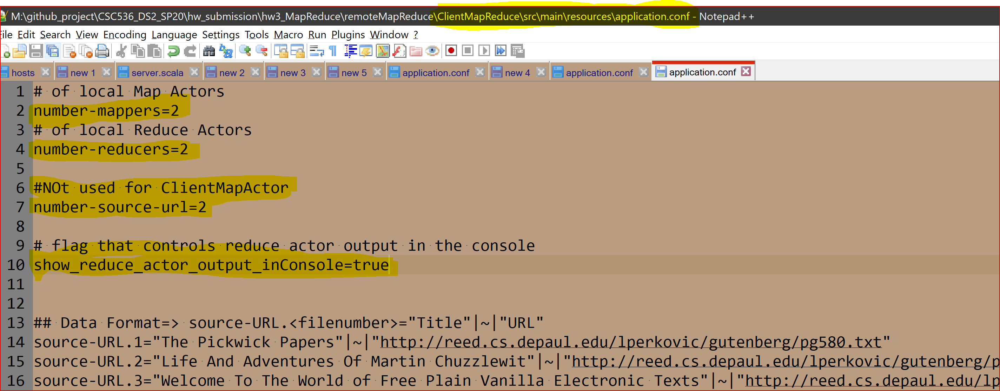 M:\github_project\CSC536_DS2_SP20\hw_submission\hw3_MapReduce\remoteMapReduce\ClientMapReduce\src\main\resources\application.conf - Notepad++
File Edit Search View Encoding Language Settings Tools Macro Run Plugins Window ?
hosts new 1 server.scala new 2 new 3 new 5 application.conf new 4 application.conf application.conf
1 # of local Map Actors
2 number-mappers=2
3 # of local Reduce Actors
4 number-reducers=2
5
6 #NOt used for ClientMapActor
7 number-source-url=2
8
9 # flag that controls reduce actor output in the console
10 show_reduce_actor_output_inConsole=true
11
12
13 ## Data Format=> source-URL.<filenumber>="Title"|~|"URL"
14 source-URL.1="The Pickwick Papers"|~|"http://reed.cs.depaul.edu/lperkovic/gutenberg/pg580.txt"
15 source-URL.2="Life And Adventures Of Martin Chuzzlewit"|~|"http://reed.cs.depaul.edu/lperkovic/gutenberg/p
16 source-URL.3="Welcome To The World of Free Plain Vanilla Electronic Texts"|~|"http://reed.cs.depaul.edu/lp